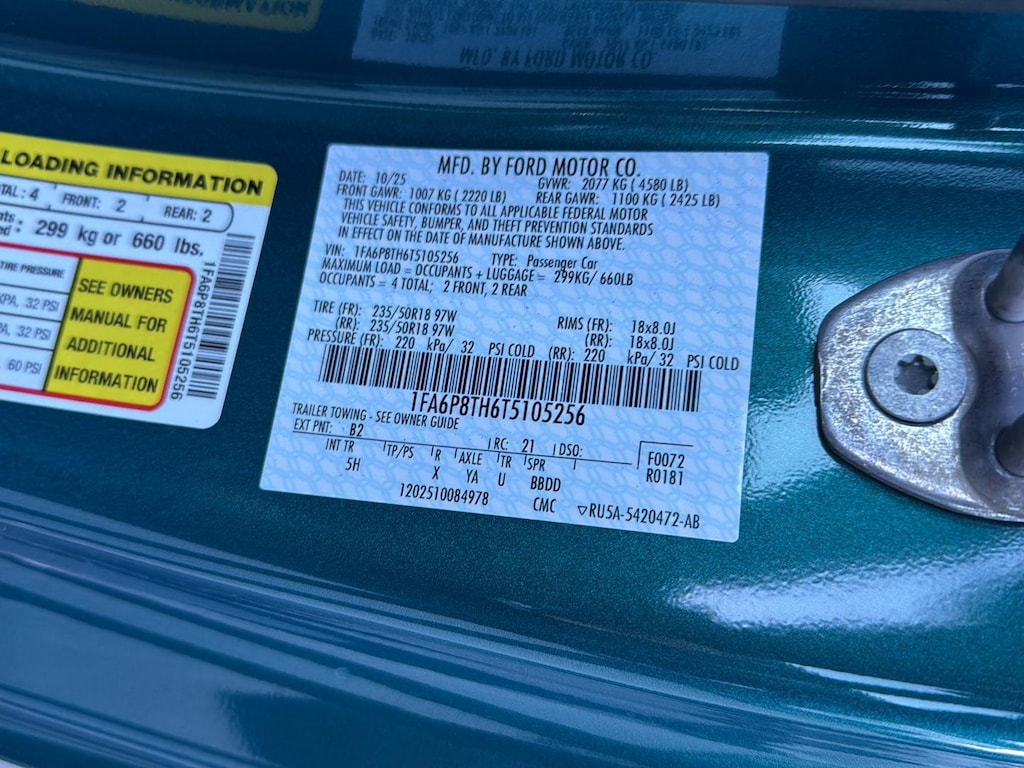 LOADING INFORMATION
TOTAL: 4 FRONT: 2 REAR: 2
299 kg or 660 lbs.
TIRE PRESSURE
KPA, 32 PSI
PA, 32 PSI
60 PSI
SEE OWNERS
MANUAL FOR
ADDITIONAL
INFORMATION
1FA6P8TH6T5105256
MFD. BY FORD MOTOR CO.
DATE: 10/25 GVWR: 2077 KG ( 4580 LB)
FRONT GAWR: 1007 KG ( 2220 LB) REAR GAWR: 1100 KG ( 2425 LB)
THIS VEHICLE CONFORMS TO ALL APPLICABLE FEDERAL MOTOR
VEHICLE SAFETY, BUMPER, AND THEFT PREVENTION STANDARDS
IN EFFECT ON THE DATE OF MANUFACTURE SHOWN ABOVE.
VIN: 1FA6P8TH6T5105256 TYPE: Passenger Car
MAXIMUM LOAD = OCCUPANTS + LUGGAGE = 299KG/ 660LB
OCCUPANTS = 4 TOTAL; 2 FRONT, 2 REAR
TIRE (FR): 235/50R18 97W RIMS (FR): 18x8.0J
(RR): 235/50R18 97W (RR): 18x8.0J
PRESSURE (FR): 220 kPa/ 32 PSI COLD (RR): 220 kPa/ 32 PSI COLD
1FA6P8TH6T5105256
TRAILER TOWING - SEE OWNER GUIDE
EXT PNT: B2 RC: 21 DSO: F0072
INT TR TP/PS R AXLE TR SPR R0181
5H X YA U BBDD
1202510084978 CMC ▽RU5A-5420472-AB